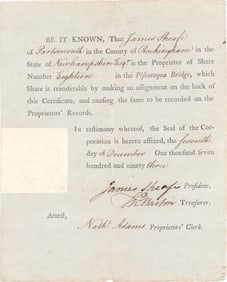 BE IT KNOWN, That James Sheafe
of Portsmouth in the County of Rockingham in the
State of Newhampshire Esqr. is the Proprietor of Share
Number Eighteen in the Piscataqua Bridge, which
Share is transferable by making an assignment on the back
of this Certificate, and causing the same to be recorded on the
Proprietors' Records.
IN testimony whereof, the Seal of the Cor-
poration is hereto affixed, the seventh
day of December One thousand seven
hundred and ninety three.
James Sheafe President.
Treasurer.
Attest,
Nathl. Adams Proprietors' Clerk.